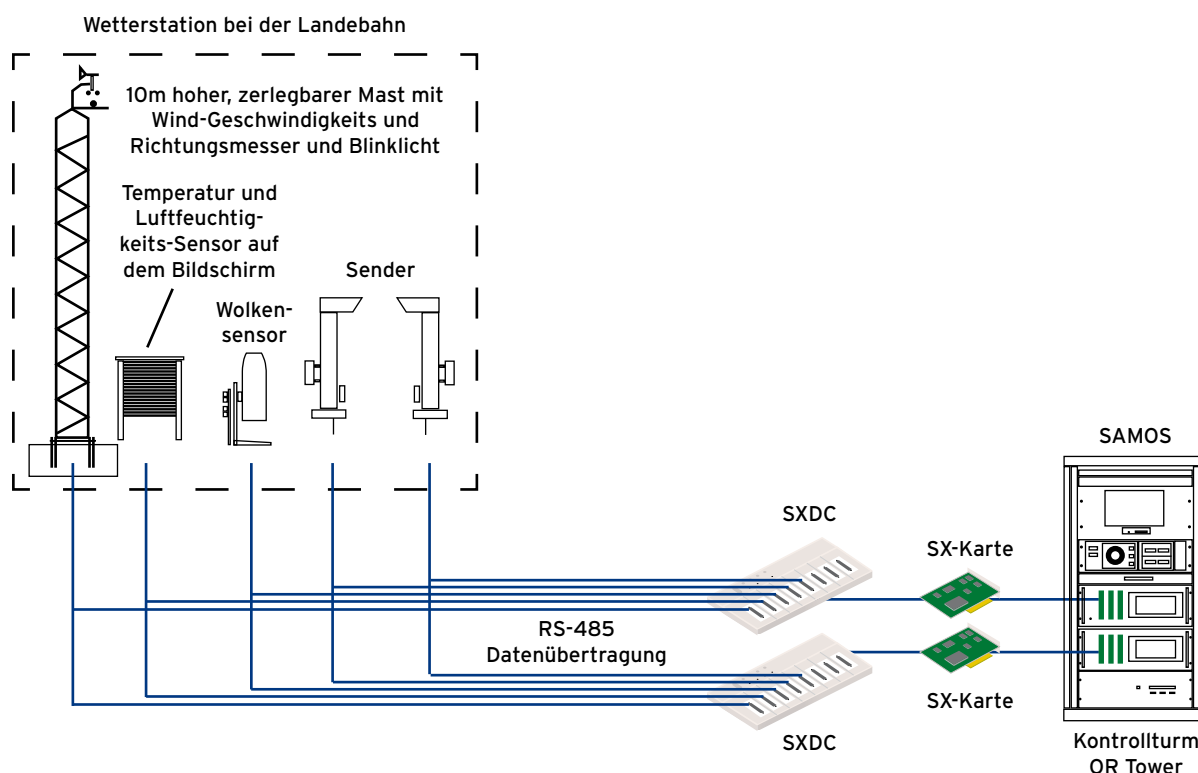 Wetterstation bei der Landebahn
10m hoher, zerlegbarer Mast mit
Wind-Geschwindigkeits und
Richtungsmesser und Blinklicht
Temperatur und
Luftfeuchtig-
keits-Sensor auf
dem Bildschirm
Sender
Wolken-
sensor
SAMOS
SXDC
SX-Karte
RS-485
Datenübertragung
SX-Karte
SXDC
Kontrollturm
OR Tower